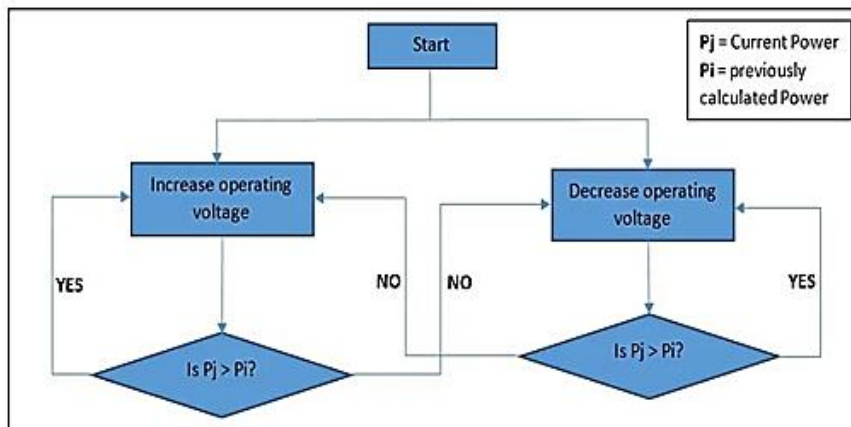 Start
Pj = Current Power
Pi = previously
calculated Power
Increase operating
voltage
Decrease operating
voltage
YES
NO
NO
YES
Is Pj > Pi?
Is Pj > Pi?